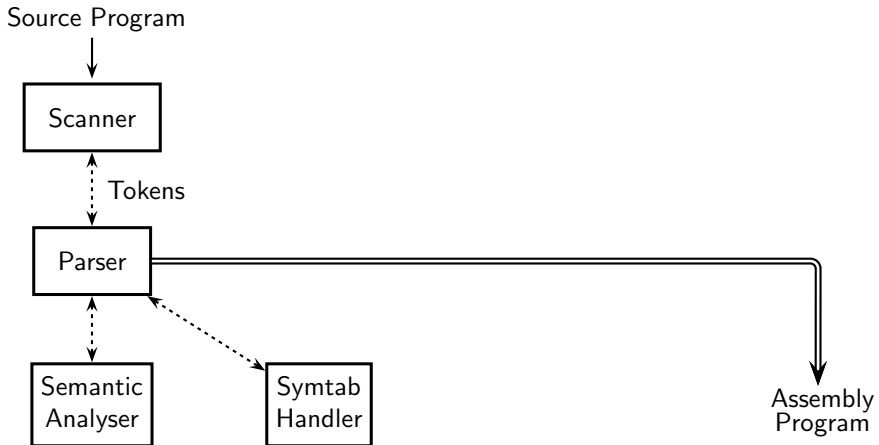 Source Program
Scanner
Tokens
Parser
Semantic
Analyser
Symtab
Handler
Assembly
Program